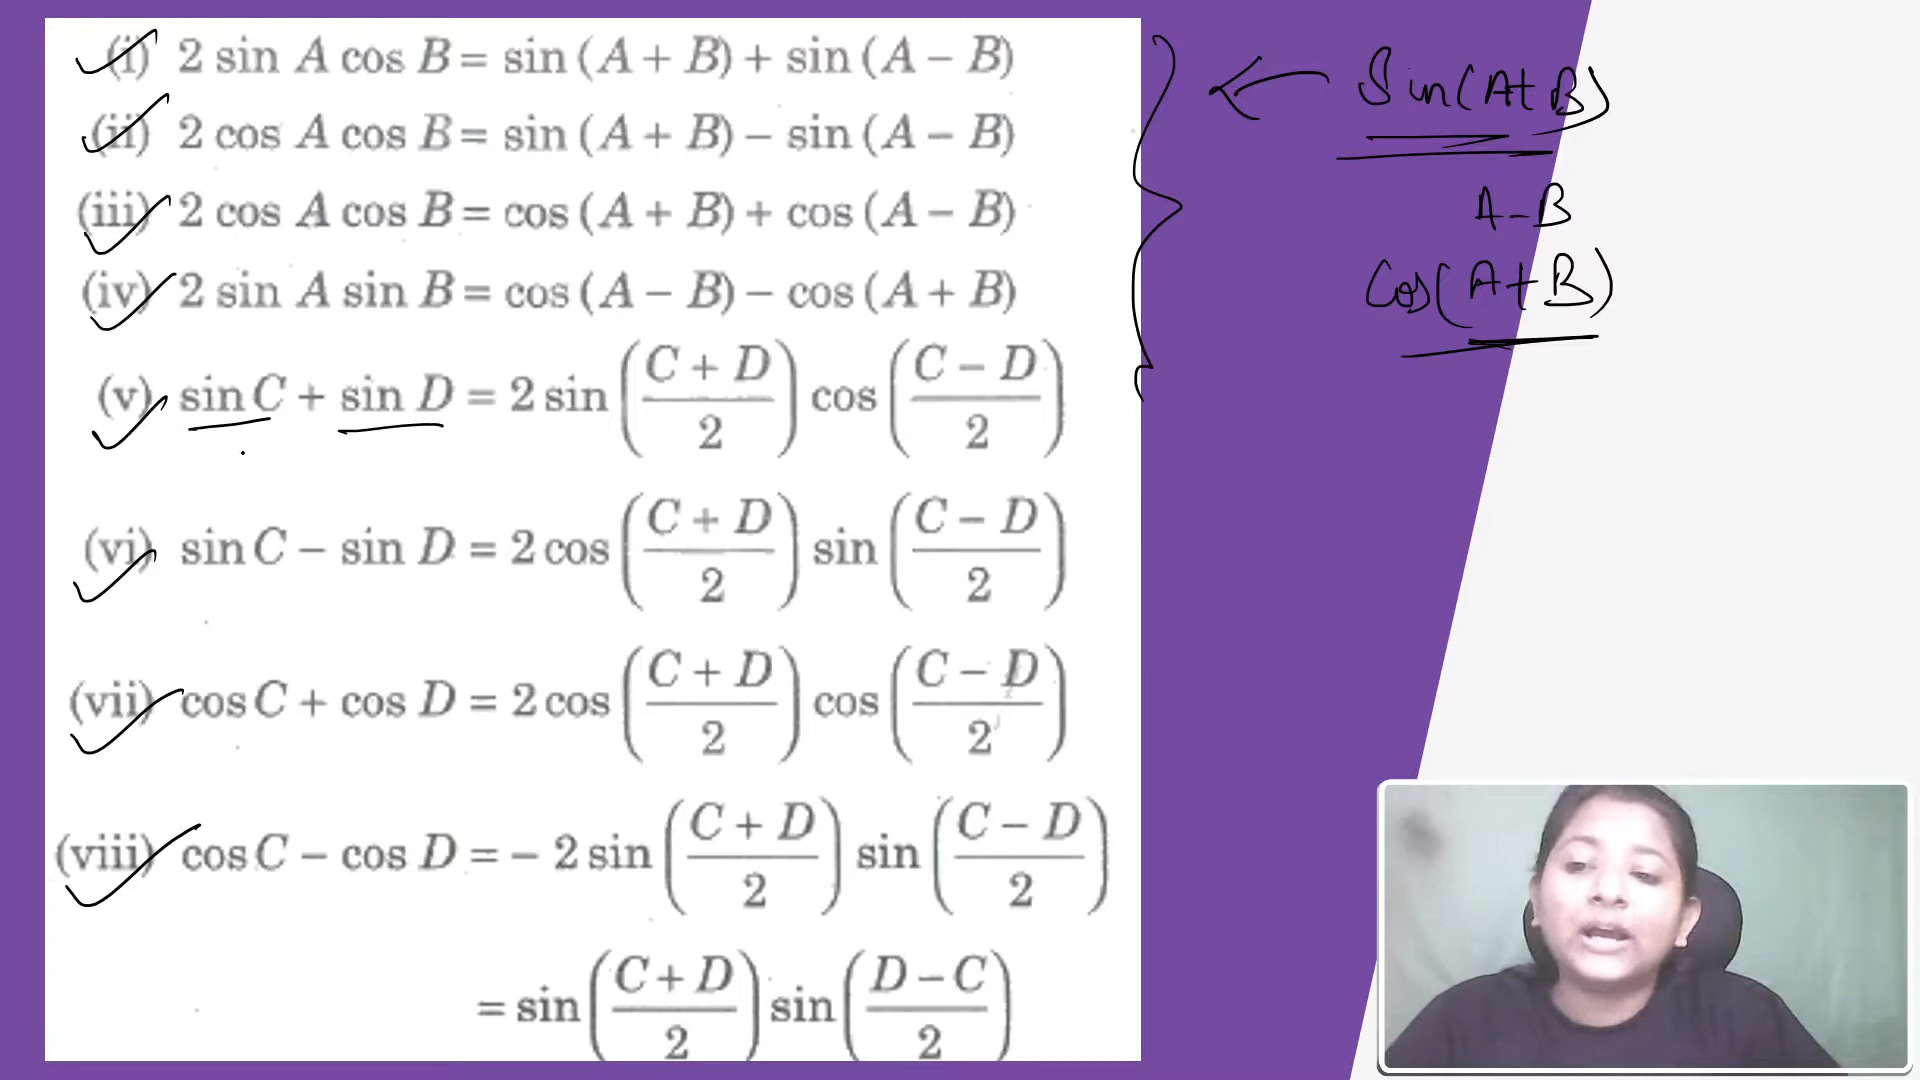 (i) 2 sin A cos B = sin (A + B) + sin (A − B)
(ii) 2 cos A cos B = sin (A + B) − sin (A − B)
(iii) 2 cos A cos B = cos (A + B) + cos (A − B)
(iv) 2 sin A sin B = cos (A − B) − cos (A + B)
(v) sin C + sin D = 2 sin ((C + D)/2) cos ((C − D)/2)
(vi) sin C − sin D = 2 cos ((C + D)/2) sin ((C − D)/2)
(vii) cos C + cos D = 2 cos ((C + D)/2) cos ((C − D)/2)
(viii) cos C − cos D = − 2 sin ((C + D)/2) sin ((C − D)/2)
= sin ((C + D)/2) sin ((D − C)/2)
Sin(A+B)
A-B
Cos(A+B)